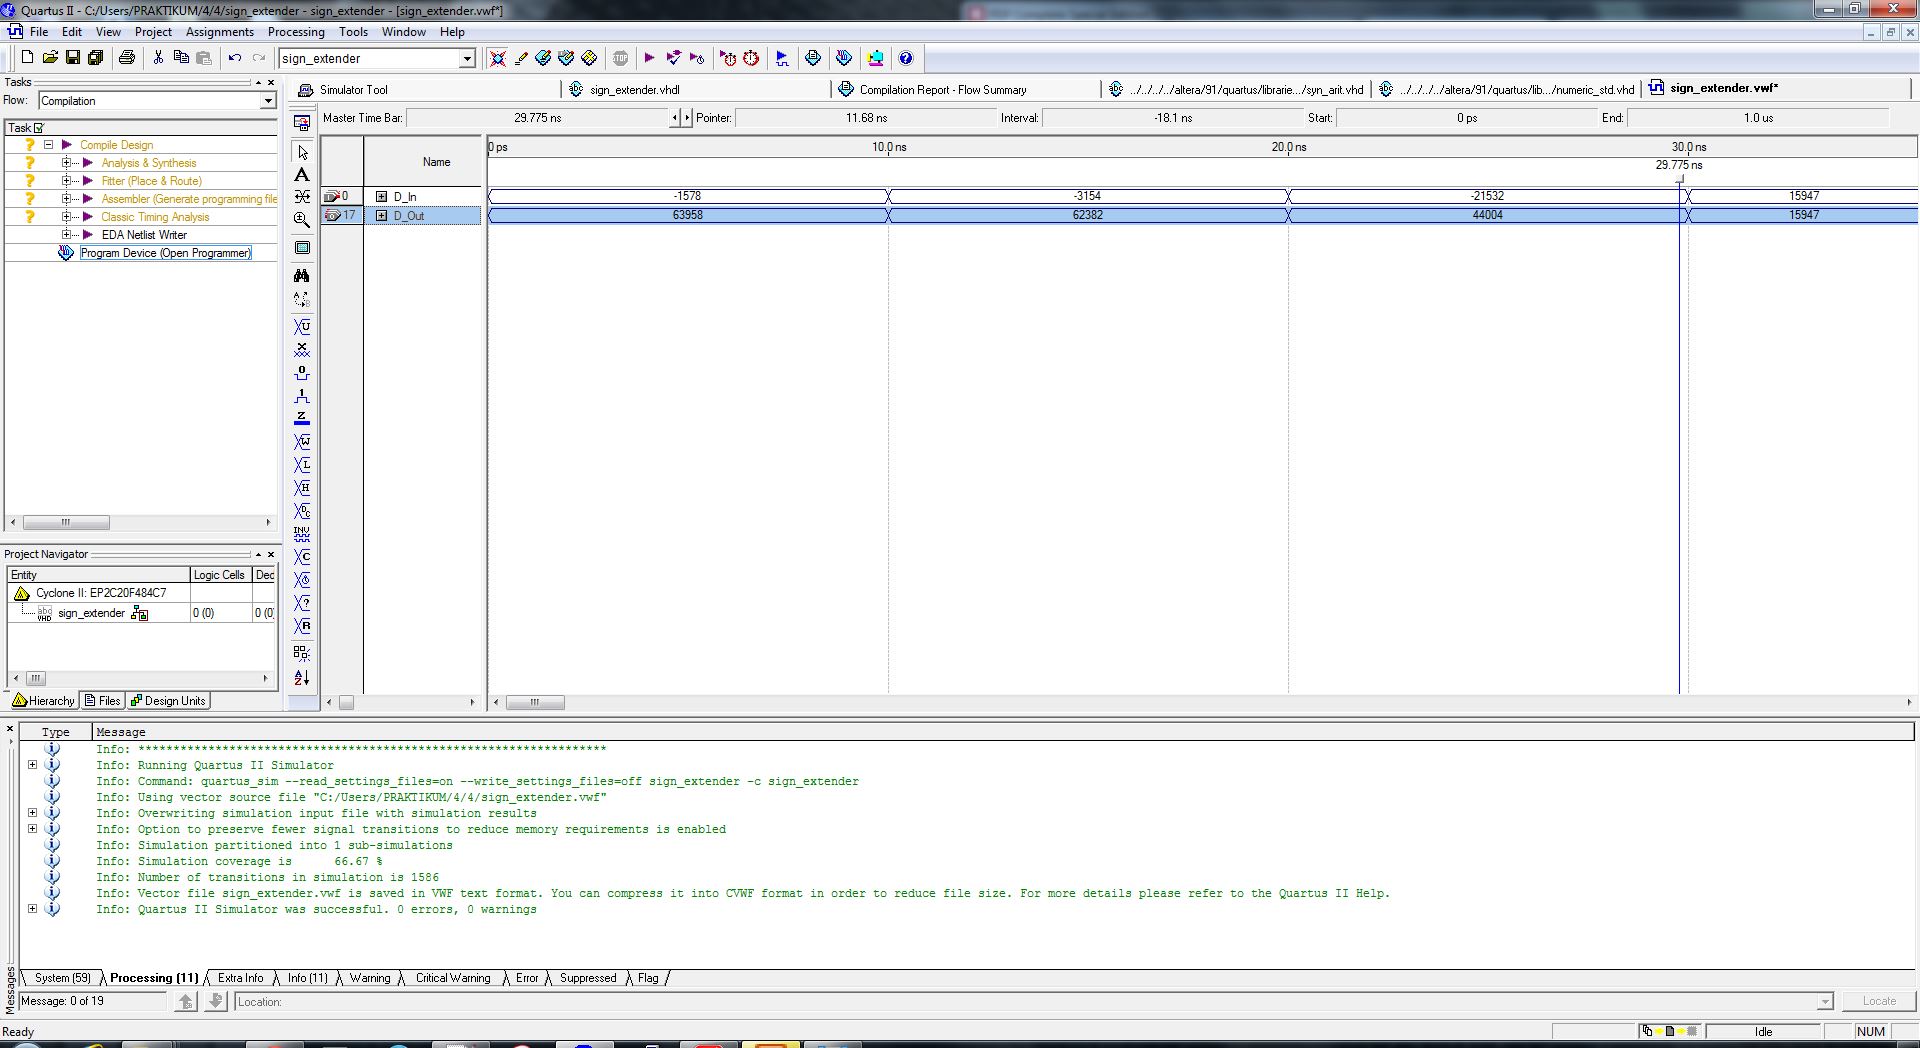 Quartus II - C:/Users/PRAKTIKUM/4/4/sign_extender - sign_extender - [sign_extender.vwf*]
File Edit View Project Assignments Processing Tools Window Help
sign_extender
STOP
Tasks
Flow: Compilation
Task
Compile Design
Analysis & Synthesis
Fitter (Place & Route)
Assembler (Generate programming file
Classic Timing Analysis
EDA Netlist Writer
Program Device (Open Programmer)
Project Navigator
Entity Logic Cells Dec
Cyclone II: EP2C20F484C7
sign_extender 0 (0) 0 (0)
Hierarchy Files Design Units
Simulator Tool sign_extender.vhdl Compilation Report - Flow Summary ../../../../altera/91/quartus/librarie.../syn_arit.vhd ../../../../altera/91/quartus/lib.../numeric_std.vhd sign_extender.vwf*
Master Time Bar: 29.775 ns Pointer: 11.68 ns Interval: -18.1 ns Start: 0 ps End: 1.0 us
Name
0 ps 10.0 ns 20.0 ns 30.0 ns
29.775 ns
0 D_In -1578 -3154 -21532 15947
17 D_Out 63958 62382 44004 15947
Type Message
Info: *******************************************************************
Info: Running Quartus II Simulator
Info: Command: quartus_sim --read_settings_files=on --write_settings_files=off sign_extender -c sign_extender
Info: Using vector source file "C:/Users/PRAKTIKUM/4/4/sign_extender.vwf"
Info: Overwriting simulation input file with simulation results
Info: Option to preserve fewer signal transitions to reduce memory requirements is enabled
Info: Simulation partitioned into 1 sub-simulations
Info: Simulation coverage is 66.67 %
Info: Number of transitions in simulation is 1586
Info: Vector file sign_extender.vwf is saved in VWF text format. You can compress it into CVWF format in order to reduce file size. For more details please refer to the Quartus II Help.
Info: Quartus II Simulator was successful. 0 errors, 0 warnings
System (59) Processing (11) Extra Info Info (11) Warning Critical Warning Error Suppressed Flag
Messages
Message: 0 of 19 Location: Locate
Ready Idle NUM